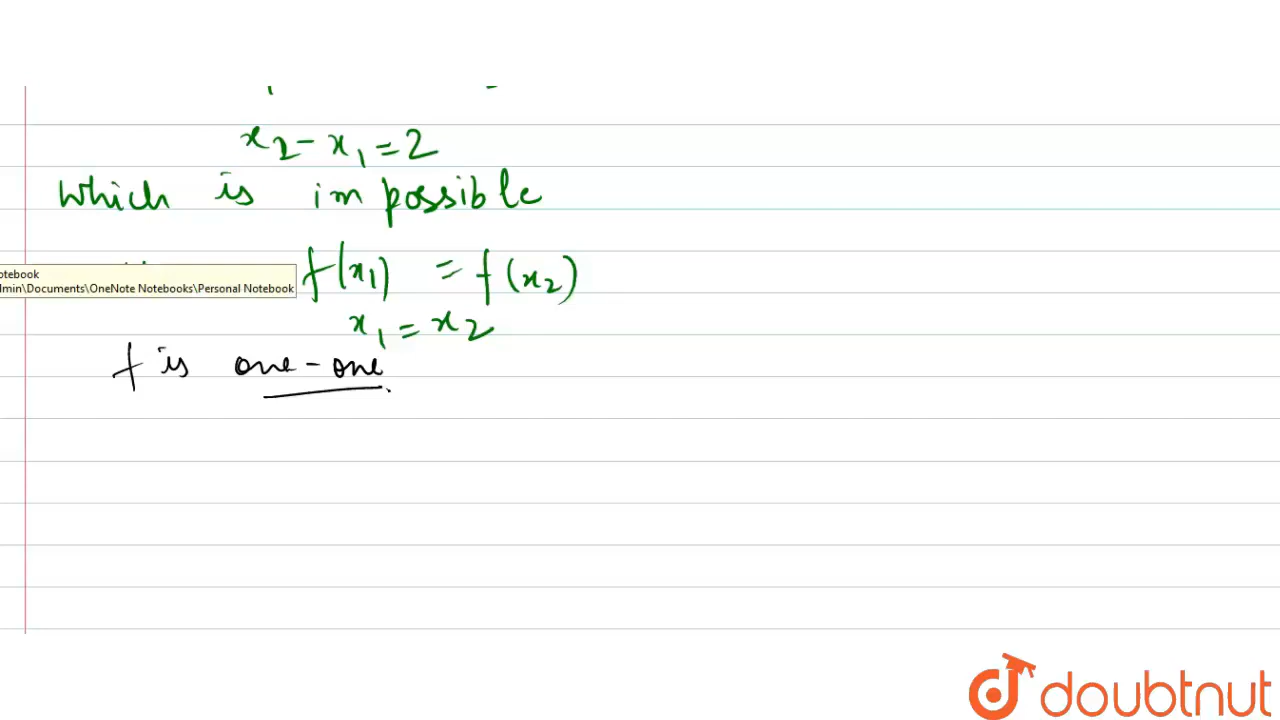 x₂ - x₁ = 2
which is impossible
f(x₁) = f(x₂)
otebook
dmin\Documents\OneNote Notebooks\Personal Notebook
x₁ = x₂
f is one-one
doubtnut